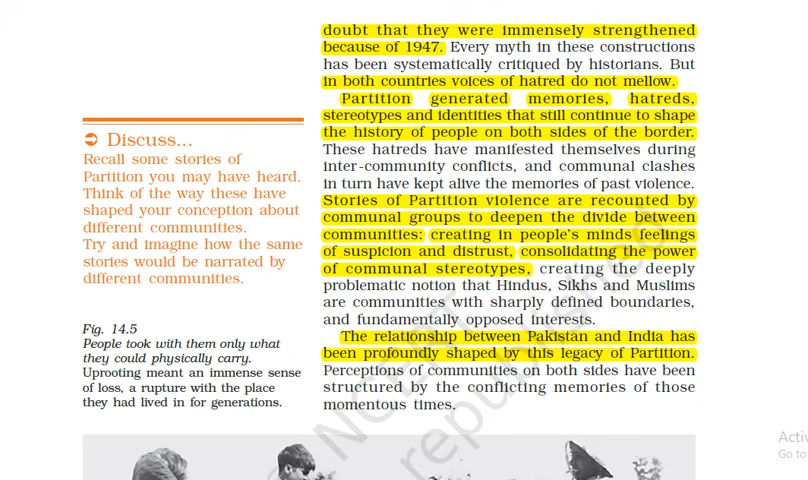 doubt that they were immensely strengthened
because of 1947. Every myth in these constructions
has been systematically critiqued by historians. But
in both countries voices of hatred do not mellow.
Partition generated memories, hatreds,
stereotypes and identities that still continue to shape
the history of people on both sides of the border.
These hatreds have manifested themselves during
inter-community conflicts, and communal clashes
in turn have kept alive the memories of past violence.
Stories of Partition violence are recounted by
communal groups to deepen the divide between
communities: creating in people's minds feelings
of suspicion and distrust, consolidating the power
of communal stereotypes, creating the deeply
problematic notion that Hindus, Sikhs and Muslims
are communities with sharply defined boundaries,
and fundamentally opposed interests.
The relationship between Pakistan and India has
been profoundly shaped by this legacy of Partition.
Perceptions of communities on both sides have been
structured by the conflicting memories of those
momentous times.
Discuss...
Recall some stories of
Partition you may have heard.
Think of the way these have
shaped your conception about
different communities.
Try and imagine how the same
stories would be narrated by
different communities.
Fig. 14.5
People took with them only what
they could physically carry.
Uprooting meant an immense sense
of loss, a rupture with the place
they had lived in for generations.
NCERT
republished
Activ
Go to